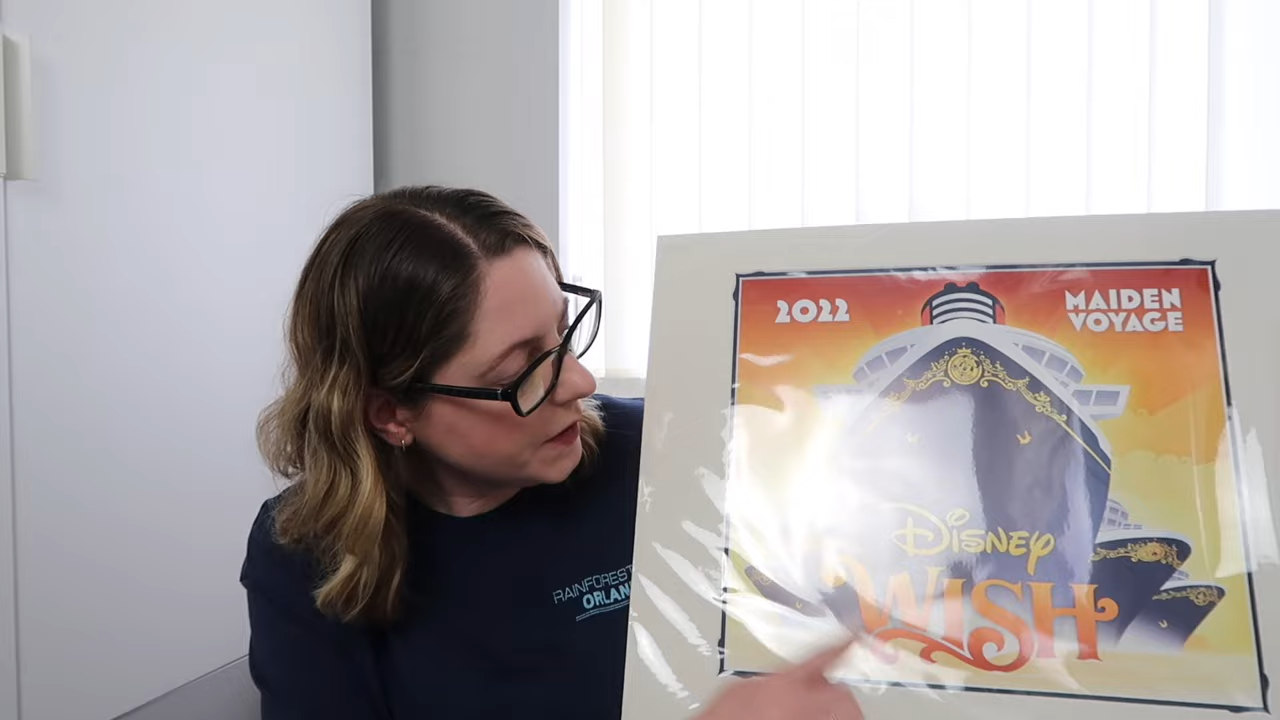 2022
MAIDEN
VOYAGE
DISNEY
WISH
RAINFOREST
ORLAN